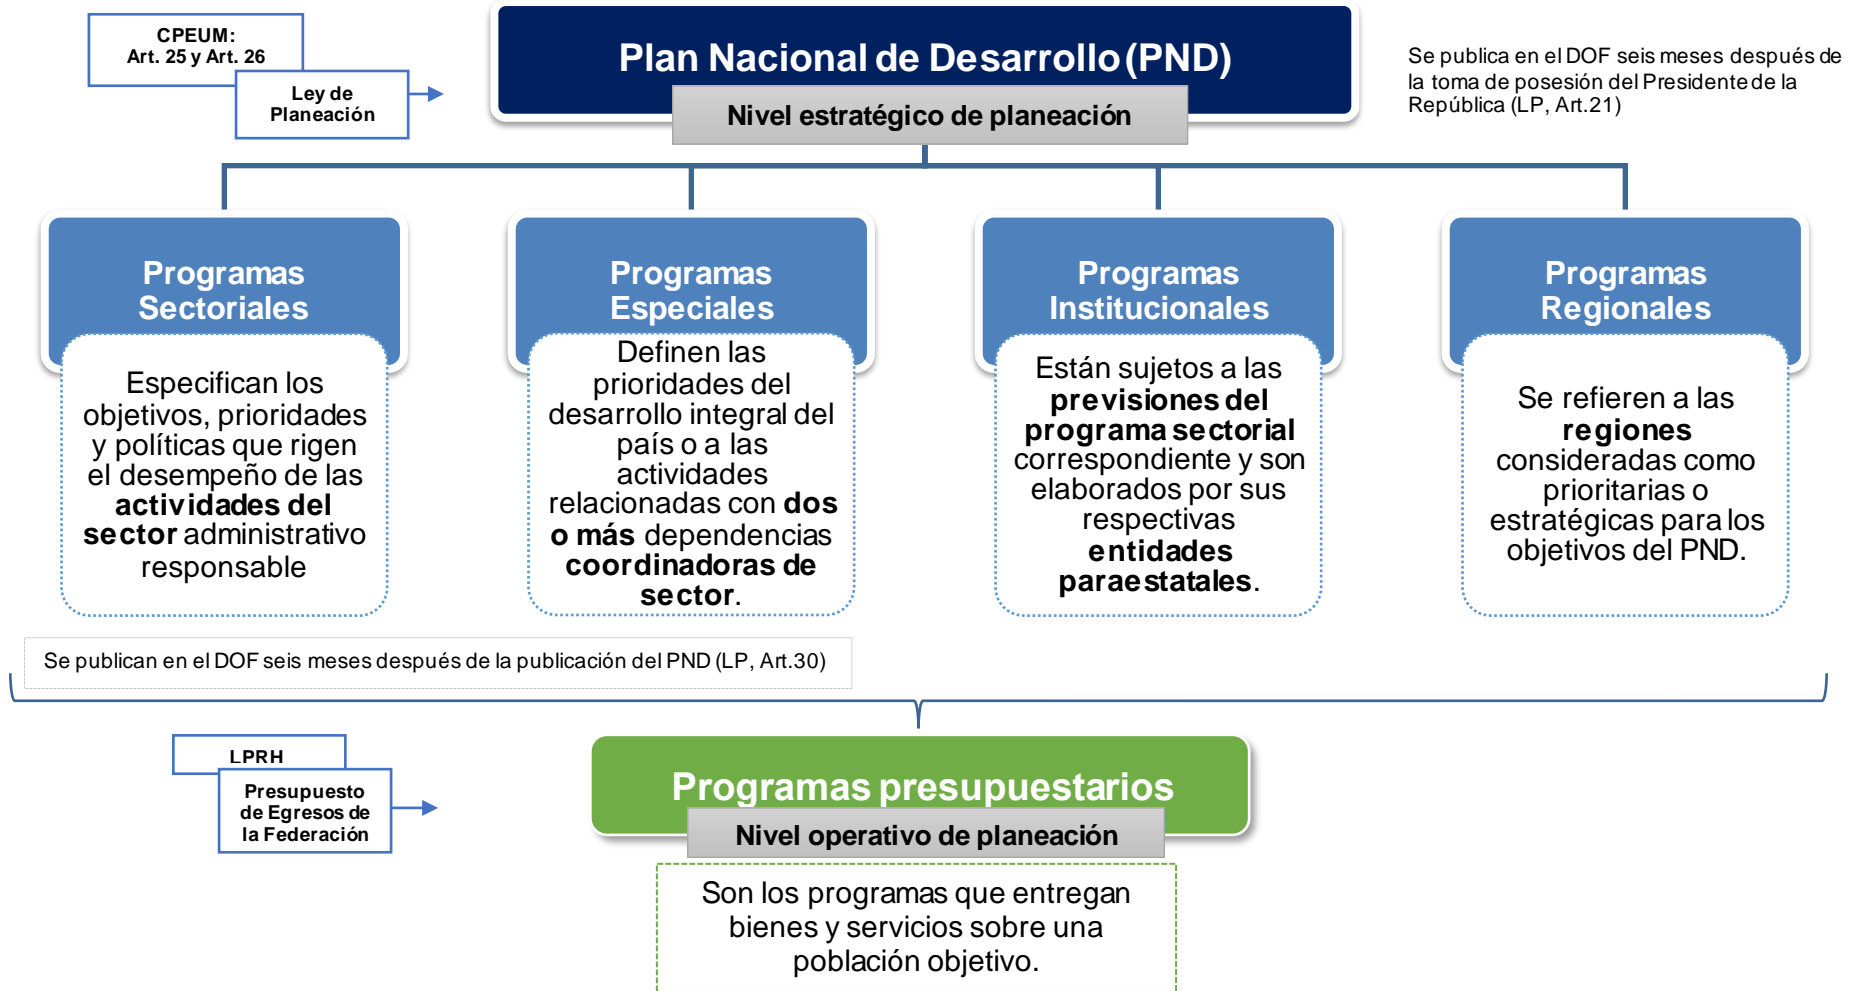 CPEUM:
Art. 25 y Art. 26
Ley de
Planeación
Plan Nacional de Desarrollo (PND)
Nivel estratégico de planeación
Se publica en el DOF seis meses después de
la toma de posesión del Presidente de la
República (LP, Art.21)
Programas
Sectoriales
Especifican los
objetivos, prioridades
y políticas que rigen
el desempeño de las
actividades del
sector administrativo
responsable
Programas
Especiales
Definen las
prioridades del
desarrollo integral del
país o a las
actividades
relacionadas con dos
o más dependencias
coordinadoras de
sector.
Programas
Institucionales
Están sujetos a las
previsiones del
programa sectorial
correspondiente y son
elaborados por sus
respectivas
entidades
paraestatales.
Programas
Regionales
Se refieren a las
regiones
consideradas como
prioritarias o
estratégicas para los
objetivos del PND.
Se publican en el DOF seis meses después de la publicación del PND (LP, Art.30)
LPRH
Presupuesto
de Egresos de
la Federación
Programas presupuestarios
Nivel operativo de planeación
Son los programas que entregan
bienes y servicios sobre una
población objetivo.